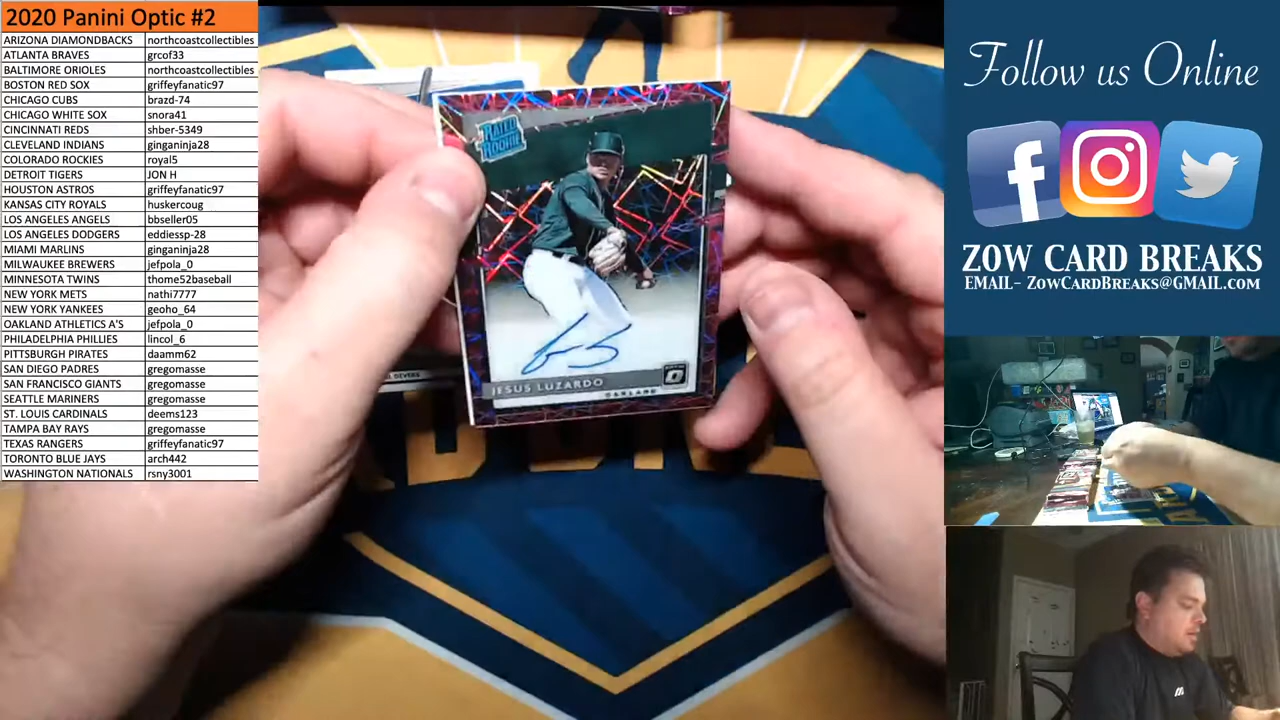 2020 Panini Optic #2
ARIZONA DIAMONDBACKS northcoastcollectibles
ATLANTA BRAVES grcof33
BALTIMORE ORIOLES northcoastcollectibles
BOSTON RED SOX griffeyfanatic97
CHICAGO CUBS brazd-74
CHICAGO WHITE SOX snora41
CINCINNATI REDS shber-5349
CLEVELAND INDIANS ginganinja28
COLORADO ROCKIES royal5
DETROIT TIGERS JON H
HOUSTON ASTROS griffeyfanatic97
KANSAS CITY ROYALS huskercoug
LOS ANGELES ANGELS bbseller05
LOS ANGELES DODGERS eddiessp-28
MIAMI MARLINS ginganinja28
MILWAUKEE BREWERS jefpola_0
MINNESOTA TWINS thome52baseball
NEW YORK METS nathi7777
NEW YORK YANKEES geoho_64
OAKLAND ATHLETICS A'S jefpola_0
PHILADELPHIA PHILLIES lincol_6
PITTSBURGH PIRATES daamm62
SAN DIEGO PADRES gregomasse
SAN FRANCISCO GIANTS gregomasse
SEATTLE MARINERS gregomasse
ST. LOUIS CARDINALS deems123
TAMPA BAY RAYS gregomasse
TEXAS RANGERS griffeyfanatic97
TORONTO BLUE JAYS arch442
WASHINGTON NATIONALS rsny3001
RATED
ROOKIE
JESUS LUZARDO
OAKLAND
DEVERS
Follow us Online
ZOW CARD BREAKS
EMAIL- ZOWCARDBREAKS@GMAIL.COM